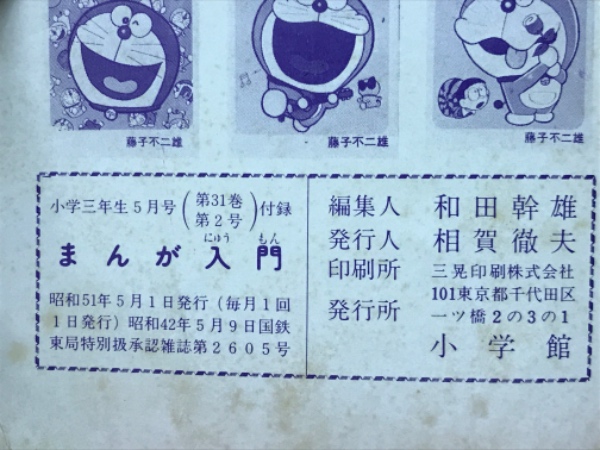 藤子不二雄
藤子不二雄
藤子不二雄
小学三年生5月号（第31巻第2号）付録
まんが入門
にゅう もん
昭和51年5月1日発行（毎月1回
1日発行）昭和42年5月9日国鉄
東局特別扱承認雑誌第2605号
編集人 和田幹雄
発行人 相賀徹夫
印刷所 三晃印刷株式会社
発行所 101東京都千代田区
一ツ橋2の3の1
小学館